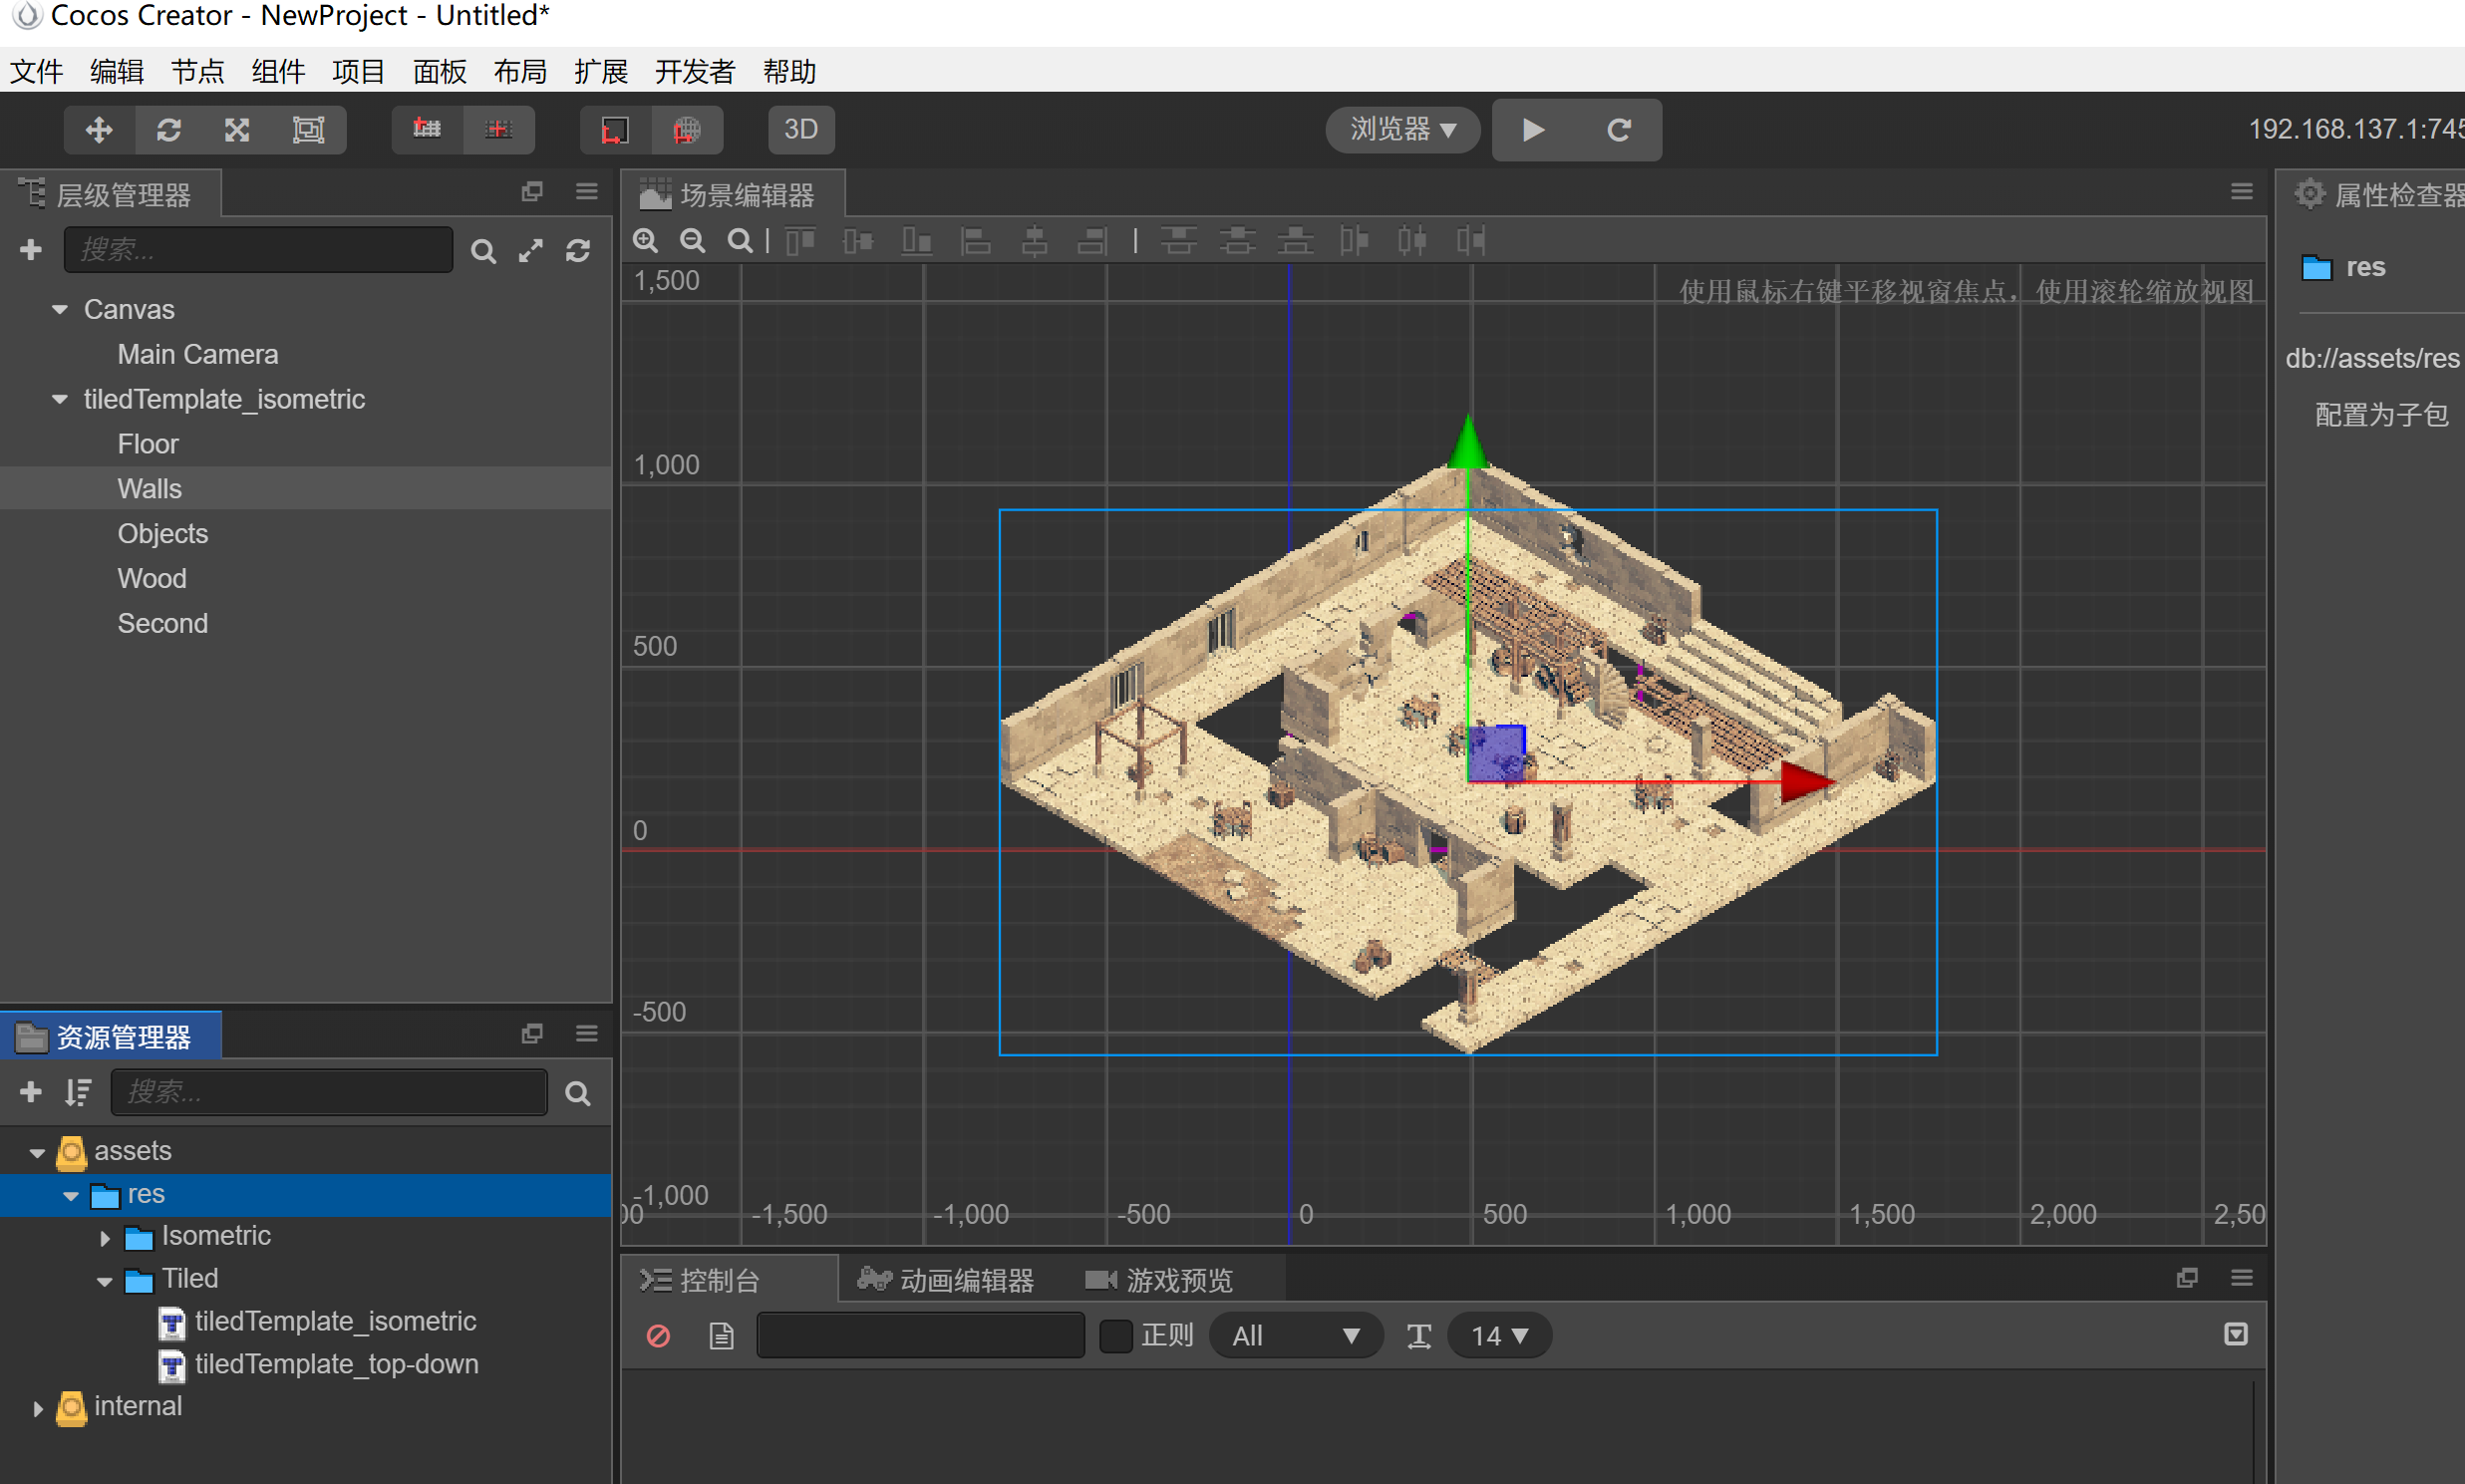 Cocos Creator - NewProject - Untitled*
文件 编辑 节点 组件 项目 面板 布局 扩展 开发者 帮助
3D 浏览器 192.168.137.1:745
层级管理器
搜索...
Canvas
Main Camera
tiledTemplate_isometric
Floor
Walls
Objects
Wood
Second
资源管理器
搜索...
assets
res
Isometric
Tiled
tiledTemplate_isometric
tiledTemplate_top-down
internal
场景编辑器
使用鼠标右键平移视窗焦点，使用滚轮缩放视图
1,500
1,000
500
0
-500
-1,000
00 -1,500 -1,000 -500 0 500 1,000 1,500 2,000 2,50
控制台 动画编辑器 游戏预览
正则 All 14
属性检查器
res
db://assets/res
配置为子包